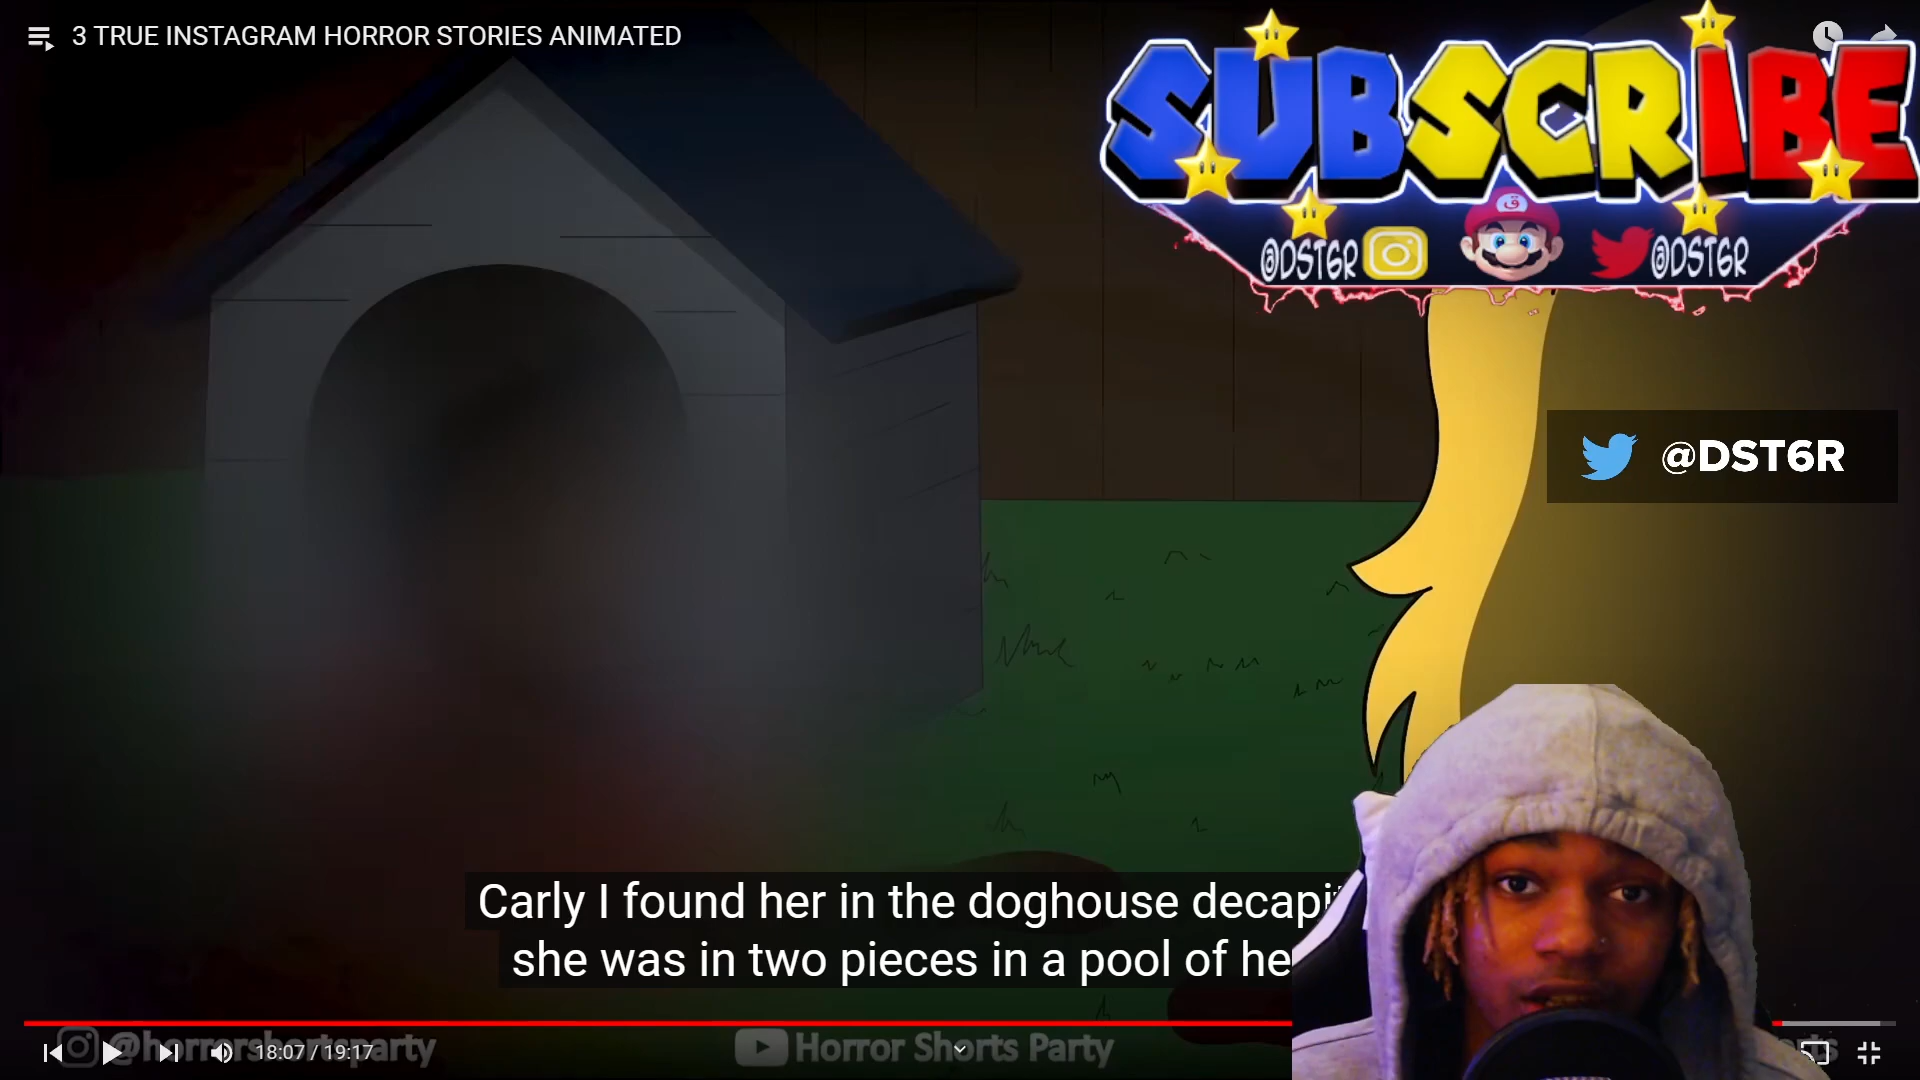 3 TRUE INSTAGRAM HORROR STORIES ANIMATED
SUBSCRIBE
@DST6R @DST6R
@DST6R
Carly I found her in the doghouse decapi
she was in two pieces in a pool of he
@horrorshortsparty Horror Shorts Party
18:07 / 19:17